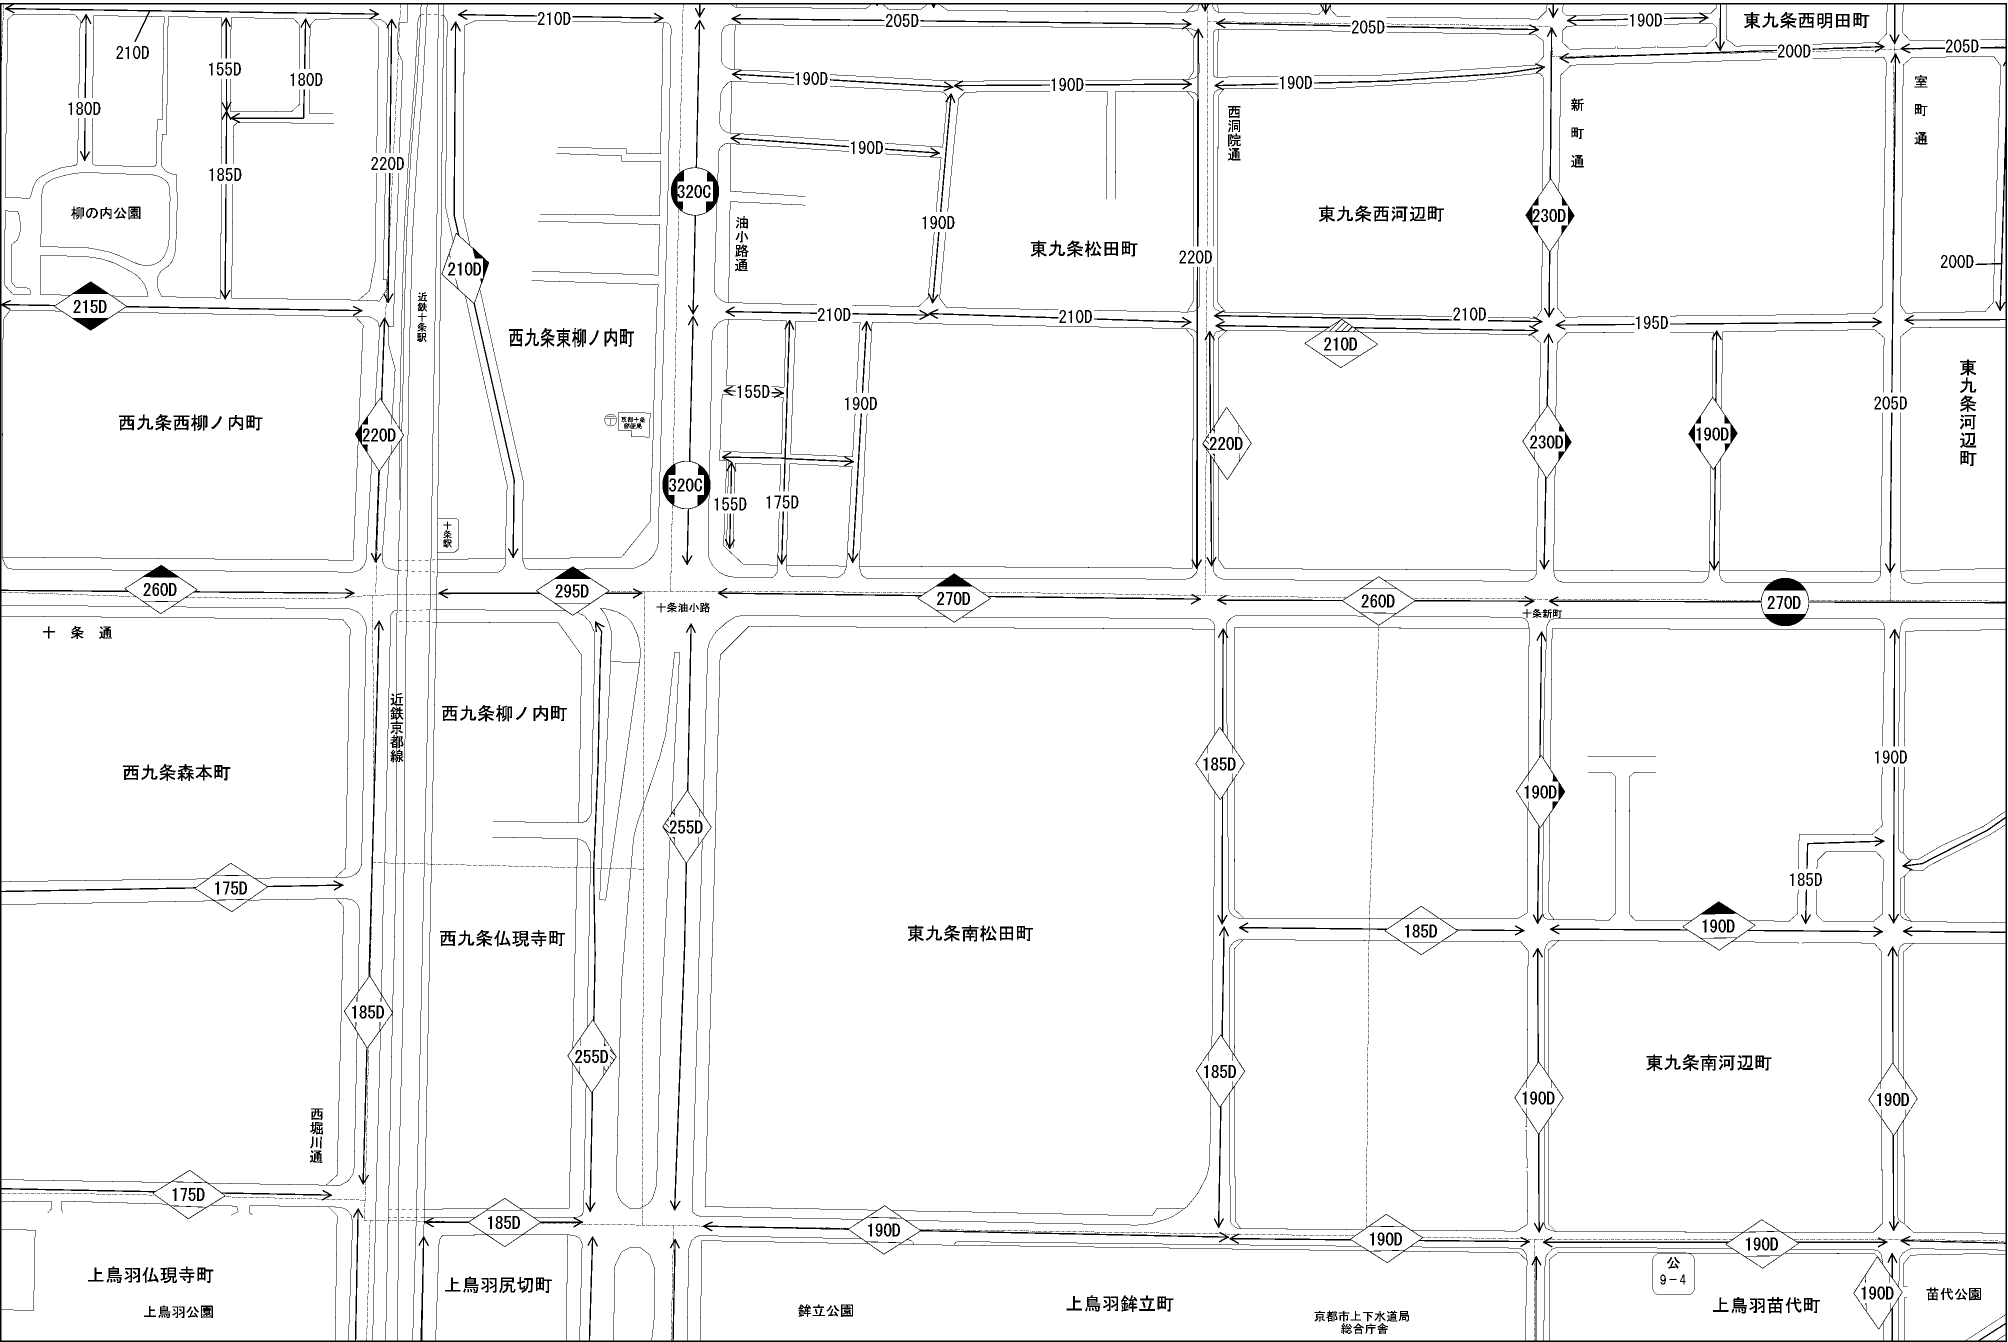 210D
205D
205D
190D
東九条西明田町
210D
200D
205D
155D
180D
190D
190D
190D
180D
室町通
新町通
西洞院通
220D
190D
185D
320C
柳の内公園
190D
油小路通
東九条松田町
東九条西河辺町
230D
220D
200D
210D
215D
近鉄十条駅
西九条東柳ノ内町
210D
210D
210D
195D
210D
東九条河辺町
155D
190D
205D
西九条西柳ノ内町
京都十条
郵便局
220D
220D
230D
190D
320C
155D
175D
十条駅
260D
295D
270D
260D
270D
十条油小路
十条新町
十条通
西九条柳ノ内町
近鉄京都線
西九条森本町
185D
190D
190D
255D
175D
185D
西九条仏現寺町
東九条南松田町
185D
190D
185D
255D
185D
東九条南河辺町
190D
190D
西堀川通
175D
185D
190D
190D
190D
公
9-4
上鳥羽仏現寺町
上鳥羽尻切町
上鳥羽公園
鉾立公園
上鳥羽鉾立町
京都市上下水道局
総合庁舎
上鳥羽苗代町
190D
苗代公園